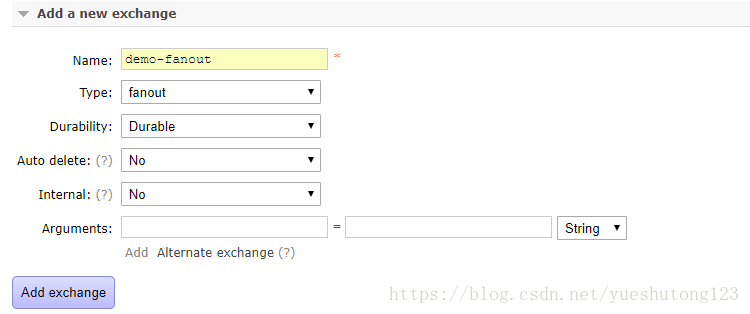 Add a new exchange
Name: demo-fanout *
Type: fanout
Durability: Durable
Auto delete: (?) No
Internal: (?) No
Arguments: = String
Add Alternate exchange (?)
Add exchange
https://blog.csdn.net/yueshutong123